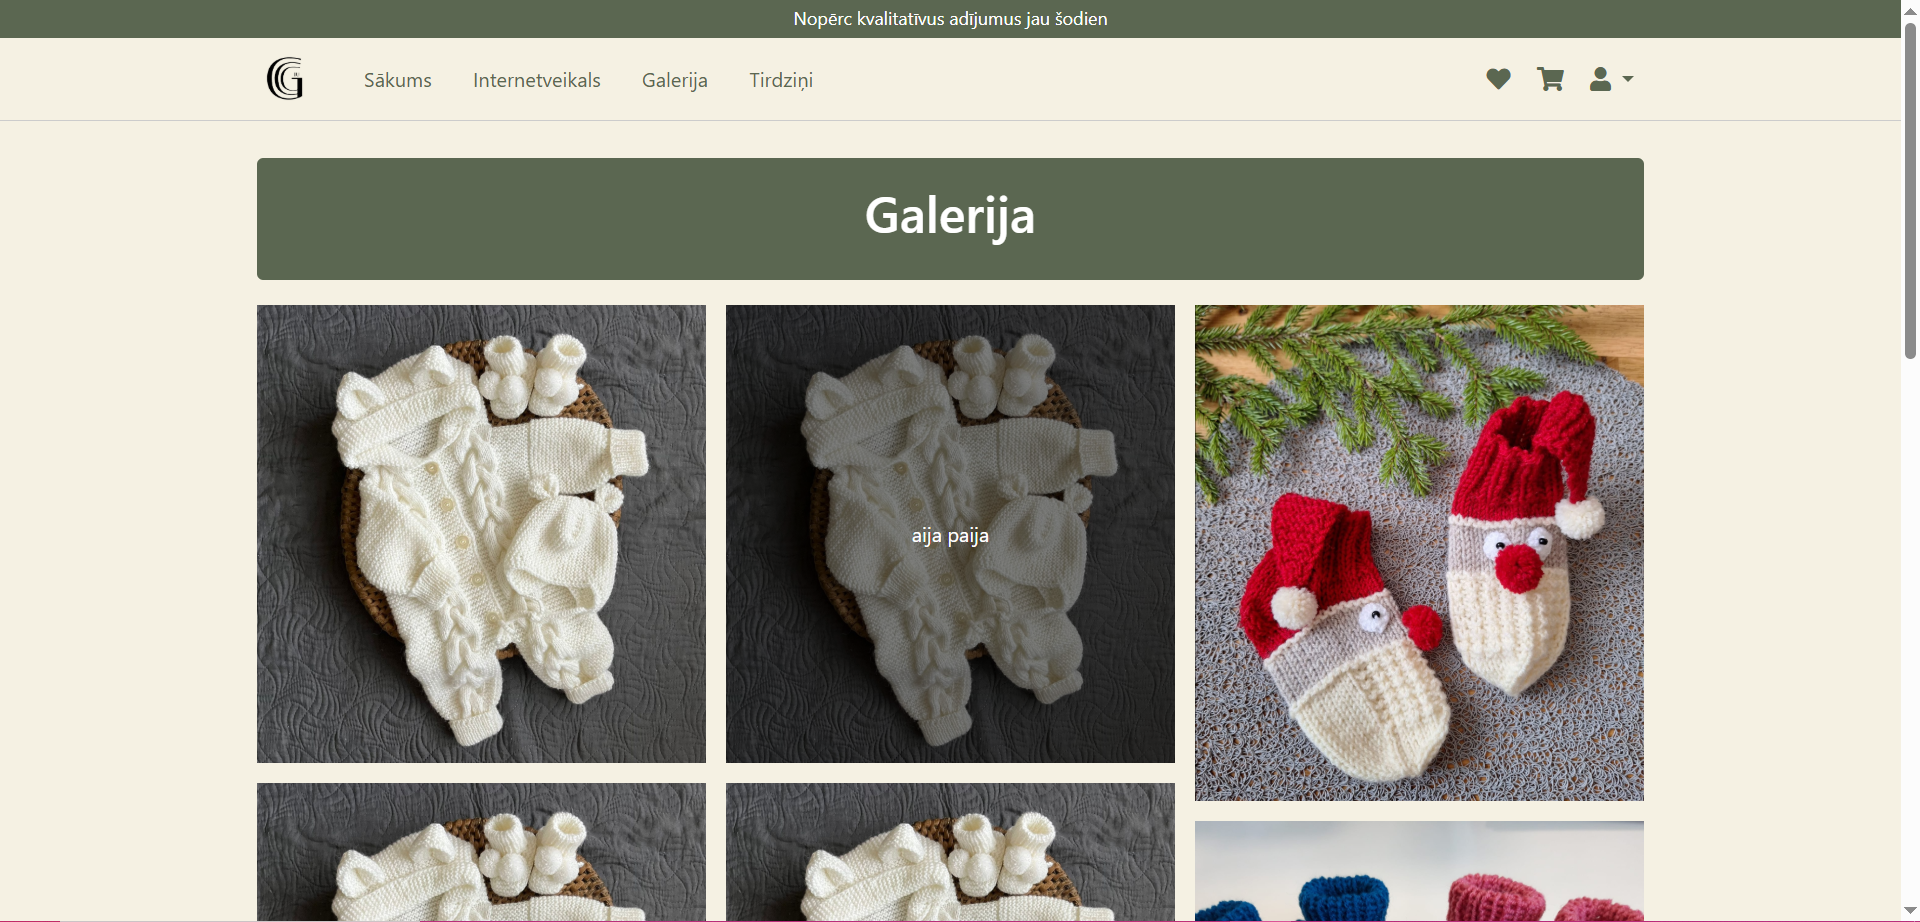 Nopērc kvalitatīvus adījumus jau šodien
G
Sākums
Internetveikals
Galerija
Tirdziņi
Galerija
aija paija